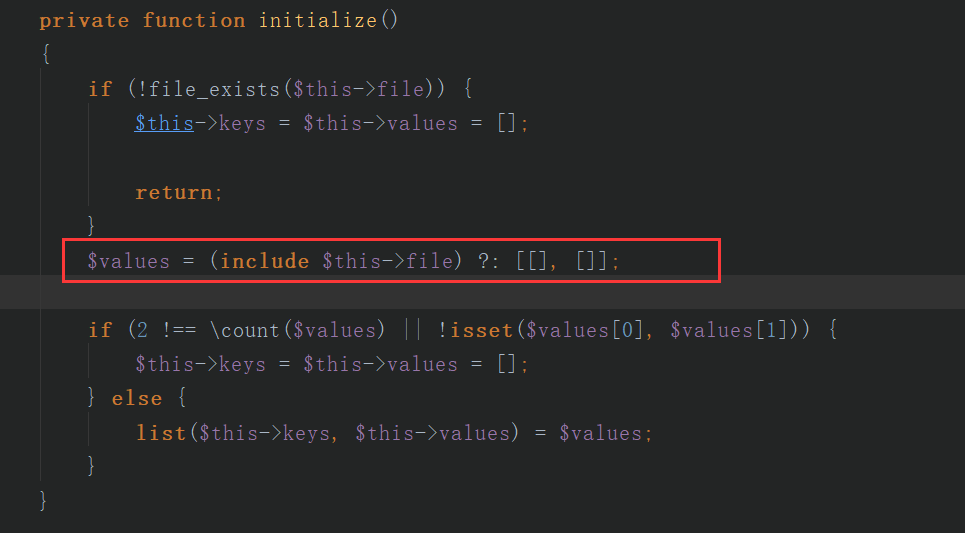 private function initialize()
{
if (!file_exists($this->file)) {
$this->keys = $this->values = [];
return;
}
$values = (include $this->file) ?: [[], []];
if (2 !== \count($values) || !isset($values[0], $values[1])) {
$this->keys = $this->values = [];
} else {
list($this->keys, $this->values) = $values;
}
}